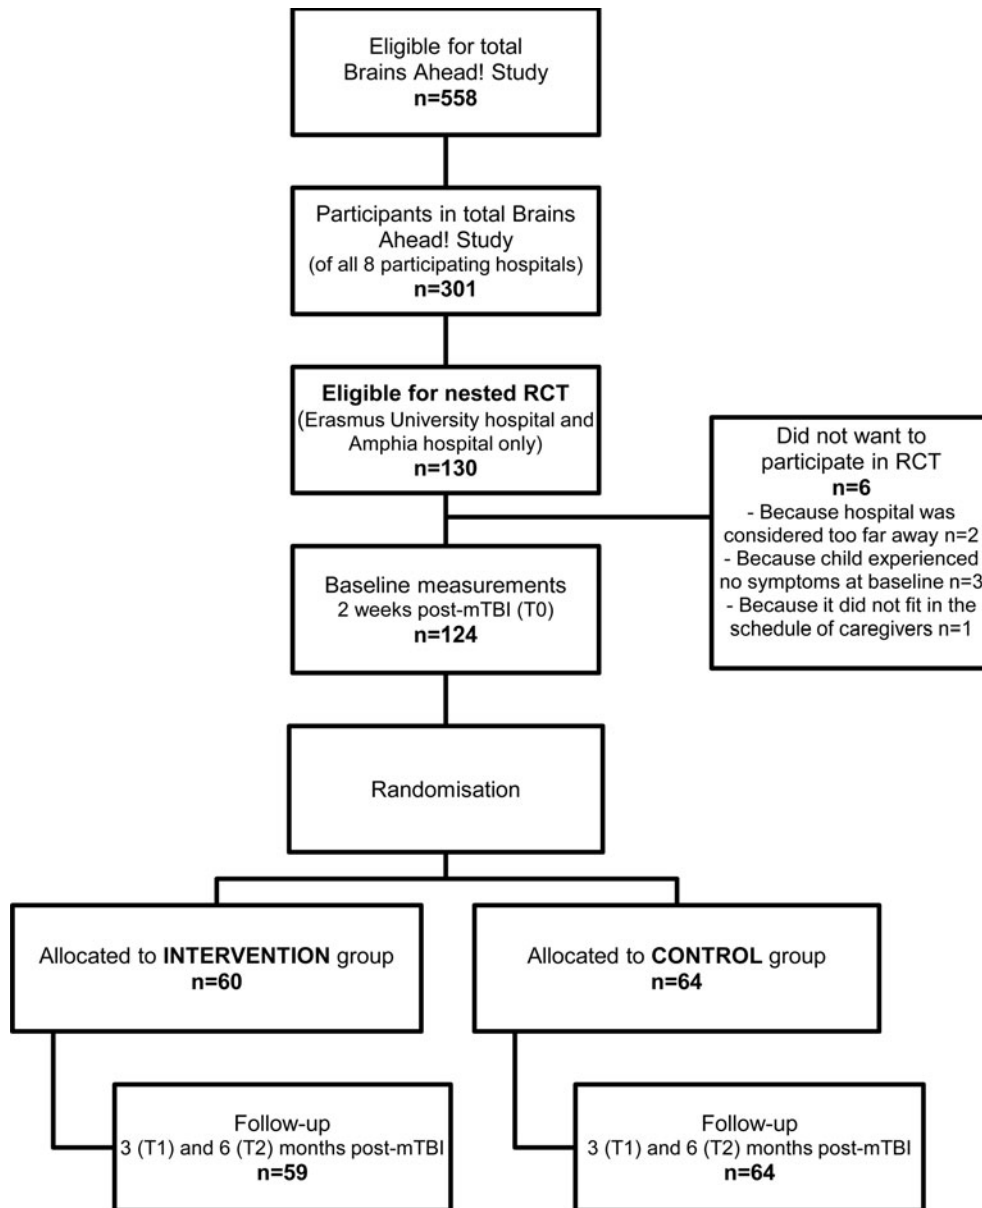 Eligible for total
Brains Ahead! Study
n=558
Participants in total Brains
Ahead! Study
(of all 8 participating hospitals)
n=301
Eligible for nested RCT
(Erasmus University hospital and
Amphia hospital only)
n=130
Did not want to
participate in RCT
n=6
- Because hospital was
considered too far away n=2
- Because child experienced
no symptoms at baseline n=3
- Because it did not fit in the
schedule of caregivers n=1
Baseline measurements
2 weeks post-mTBI (T0)
n=124
Randomisation
Allocated to INTERVENTION group
n=60
Allocated to CONTROL group
n=64
Follow-up
3 (T1) and 6 (T2) months post-mTBI
n=59
Follow-up
3 (T1) and 6 (T2) months post-mTBI
n=64